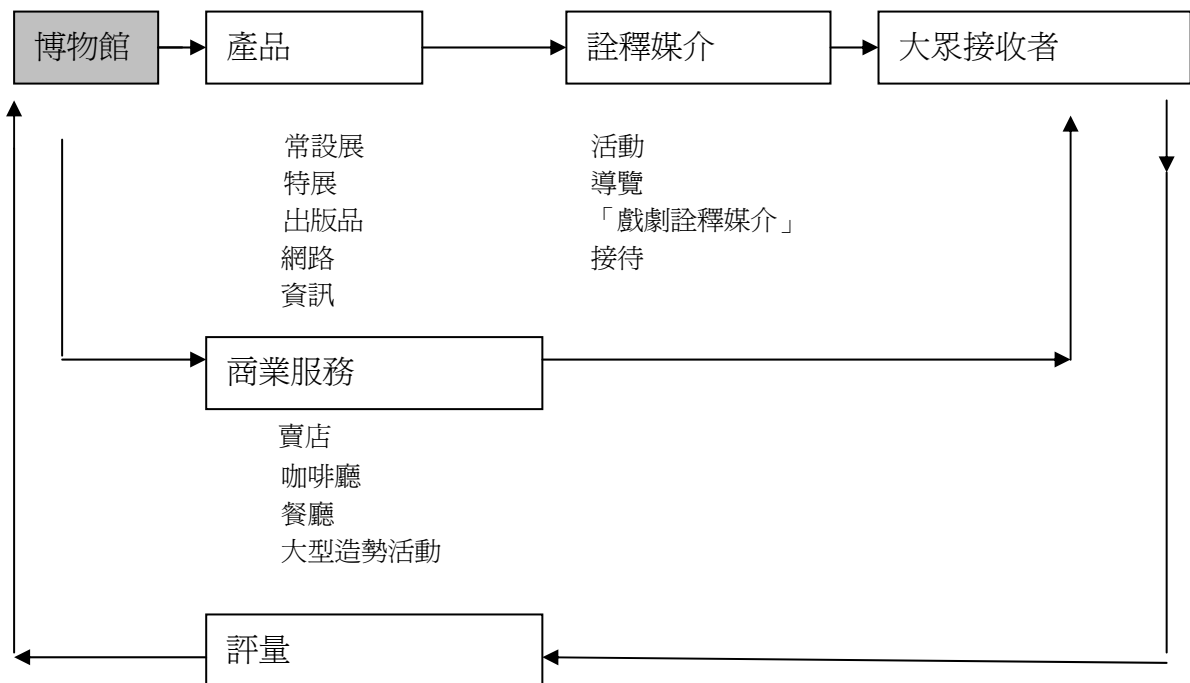 博物館
產品
詮釋媒介
大眾接收者
常設展
特展
出版品
網路
資訊
活動
導覽
「戲劇詮釋媒介」
接待
商業服務
賣店
咖啡廳
餐廳
大型造勢活動
評量